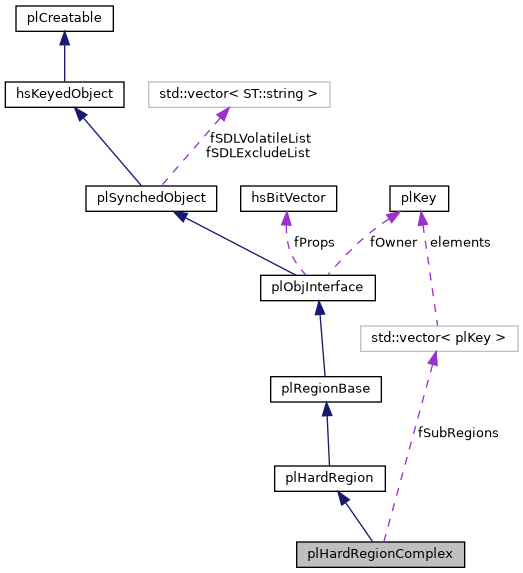 plCreatable
hsKeyedObject
std::vector< ST::string >
fSDLVolatileList
fSDLExcludeList
plSynchedObject
hsBitVector
plKey
fProps
fOwner
elements
plObjInterface
std::vector< plKey >
plRegionBase
fSubRegions
plHardRegion
plHardRegionComplex